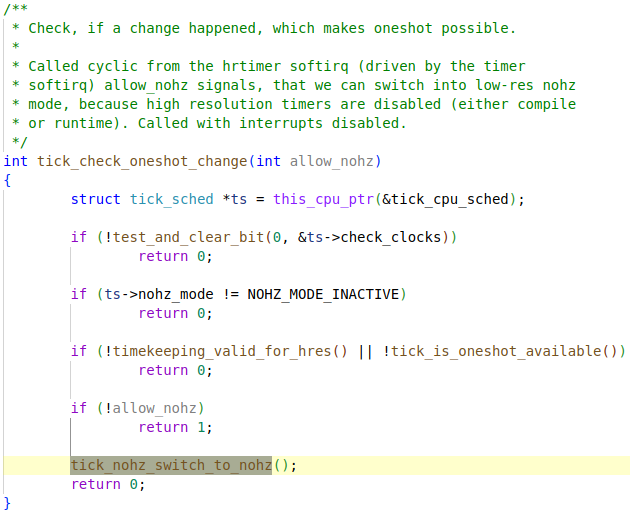 /**
 * Check, if a change happened, which makes oneshot possible.
 *
 * Called cyclic from the hrtimer softirq (driven by the timer
 * softirq) allow_nohz signals, that we can switch into low-res nohz
 * mode, because high resolution timers are disabled (either compile
 * or runtime). Called with interrupts disabled.
 */
int tick_check_oneshot_change(int allow_nohz)
{
        struct tick_sched *ts = this_cpu_ptr(&tick_cpu_sched);

        if (!test_and_clear_bit(0, &ts->check_clocks))
                return 0;

        if (ts->nohz_mode != NOHZ_MODE_INACTIVE)
                return 0;

        if (!timekeeping_valid_for_hres() || !tick_is_oneshot_available())
                return 0;

        if (!allow_nohz)
                return 1;

        tick_nohz_switch_to_nohz();
        return 0;
}